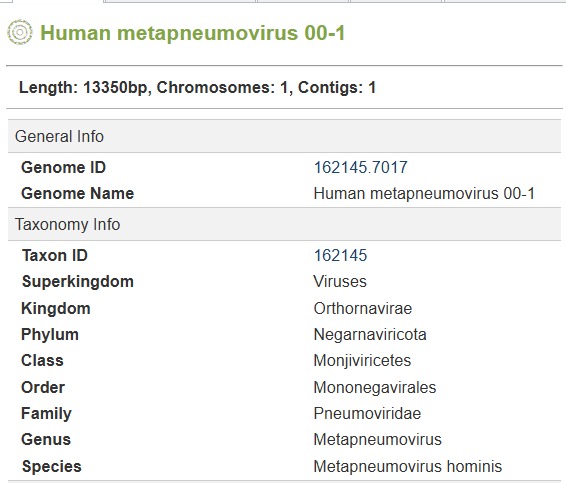 Human metapneumovirus 00-1
Length: 13350bp, Chromosomes: 1, Contigs: 1
General Info
Genome ID 162145.7017
Genome Name Human metapneumovirus 00-1
Taxonomy Info
Taxon ID 162145
Superkingdom Viruses
Kingdom Orthornavirae
Phylum Negarnaviricota
Class Monjiviricetes
Order Mononegavirales
Family Pneumoviridae
Genus Metapneumovirus
Species Metapneumovirus hominis